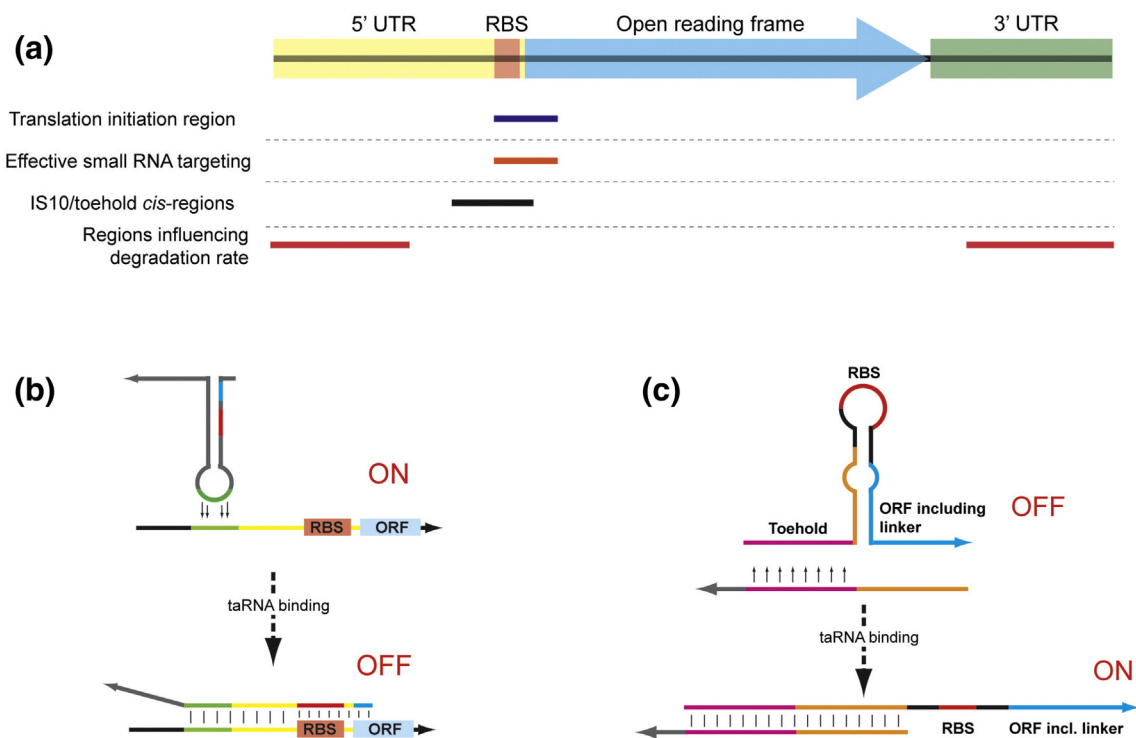 (a)
5’ UTR RBS Open reading frame 3’ UTR
Translation initiation region
Effective small RNA targeting
IS10/toehold cis-regions
Regions influencing
degradation rate
(b)
ON
RBS ORF
taRNA binding
OFF
RBS ORF
(c)
RBS
OFF
Toehold
ORF including
linker
taRNA binding
ON
RBS ORF incl. linker